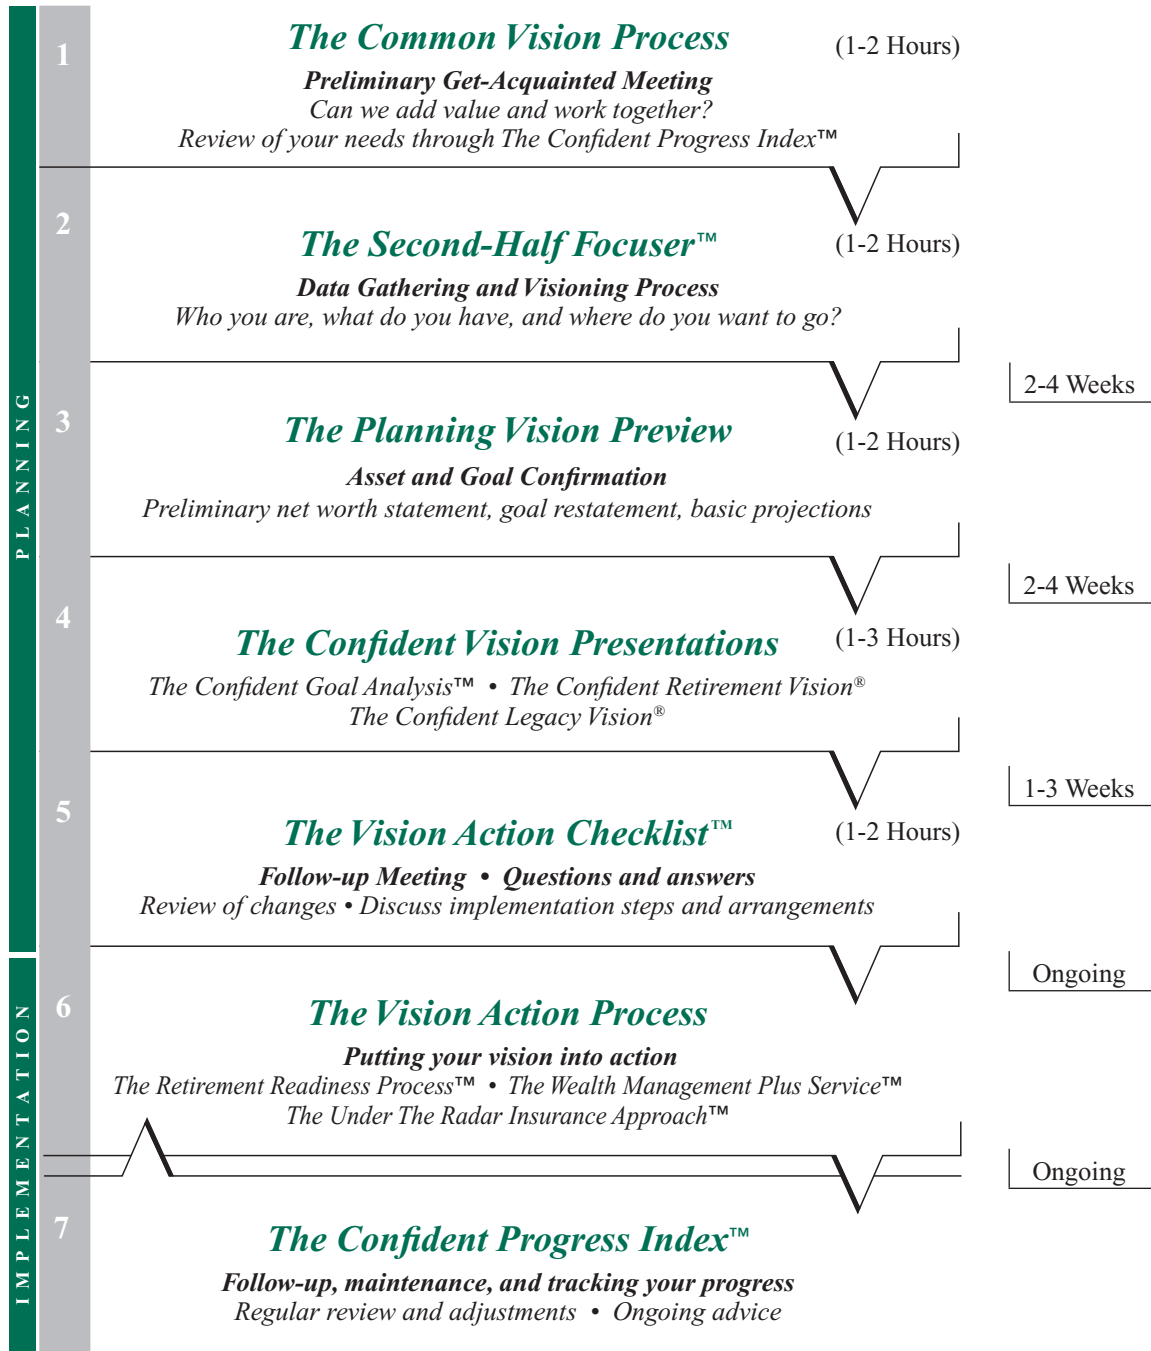 PLANNING
1
The Common Vision Process (1-2 Hours)
Preliminary Get-Acquainted Meeting
Can we add value and work together?
Review of your needs through The Confident Progress Index™
2
The Second-Half Focuser™ (1-2 Hours)
Data Gathering and Visioning Process
Who you are, what do you have, and where do you want to go?
2-4 Weeks
3
The Planning Vision Preview (1-2 Hours)
Asset and Goal Confirmation
Preliminary net worth statement, goal restatement, basic projections
2-4 Weeks
4
The Confident Vision Presentations (1-3 Hours)
The Confident Goal Analysis™ • The Confident Retirement Vision®
The Confident Legacy Vision®
1-3 Weeks
5
The Vision Action Checklist™ (1-2 Hours)
Follow-up Meeting • Questions and answers
Review of changes • Discuss implementation steps and arrangements
Ongoing
IMPLEMENTATION
6
The Vision Action Process
Putting your vision into action
The Retirement Readiness Process™ • The Wealth Management Plus Service™
The Under The Radar Insurance Approach™
Ongoing
7
The Confident Progress Index™
Follow-up, maintenance, and tracking your progress
Regular review and adjustments • Ongoing advice